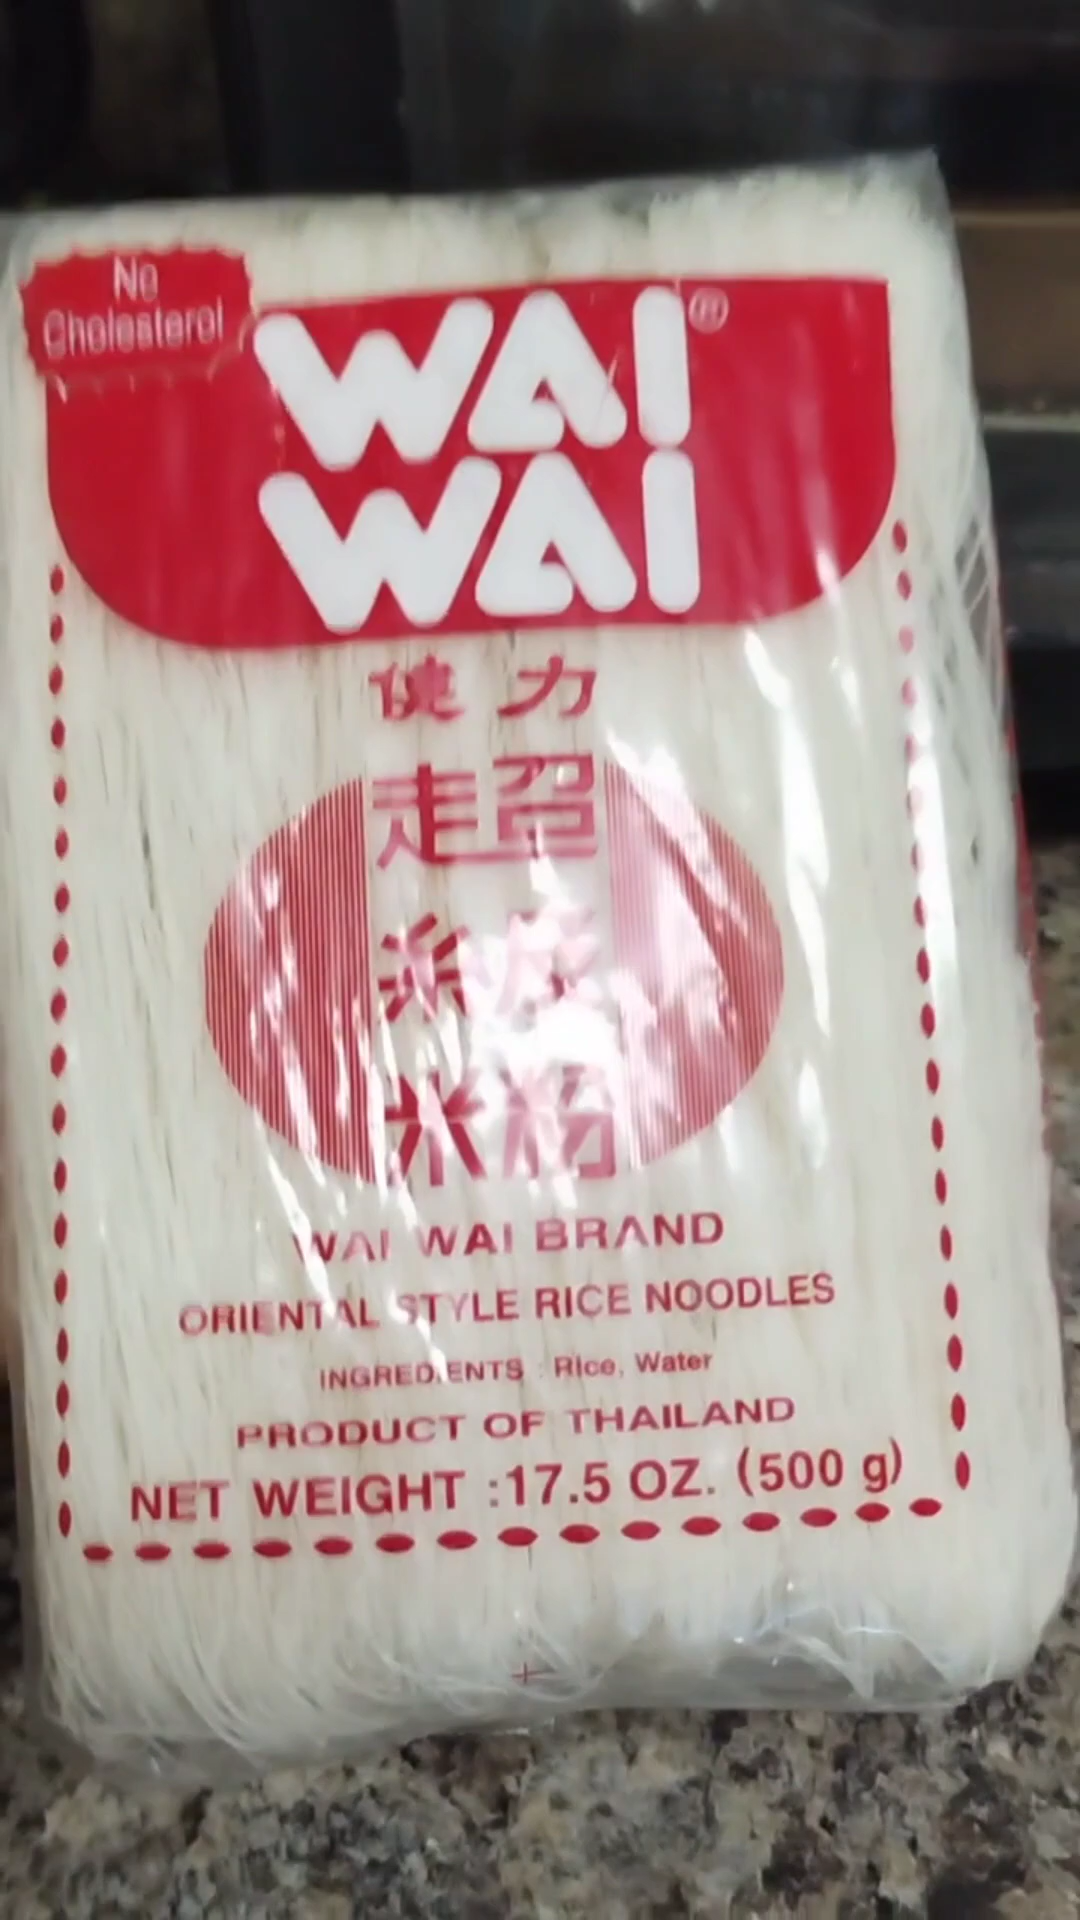 No
Cholesterol
WAI®
WAI
健力
超
米粉
WAI WAI BRAND
ORIENTAL STYLE RICE NOODLES
INGREDIENTS : Rice, Water
PRODUCT OF THAILAND
NET WEIGHT :17.5 OZ. (500 g)